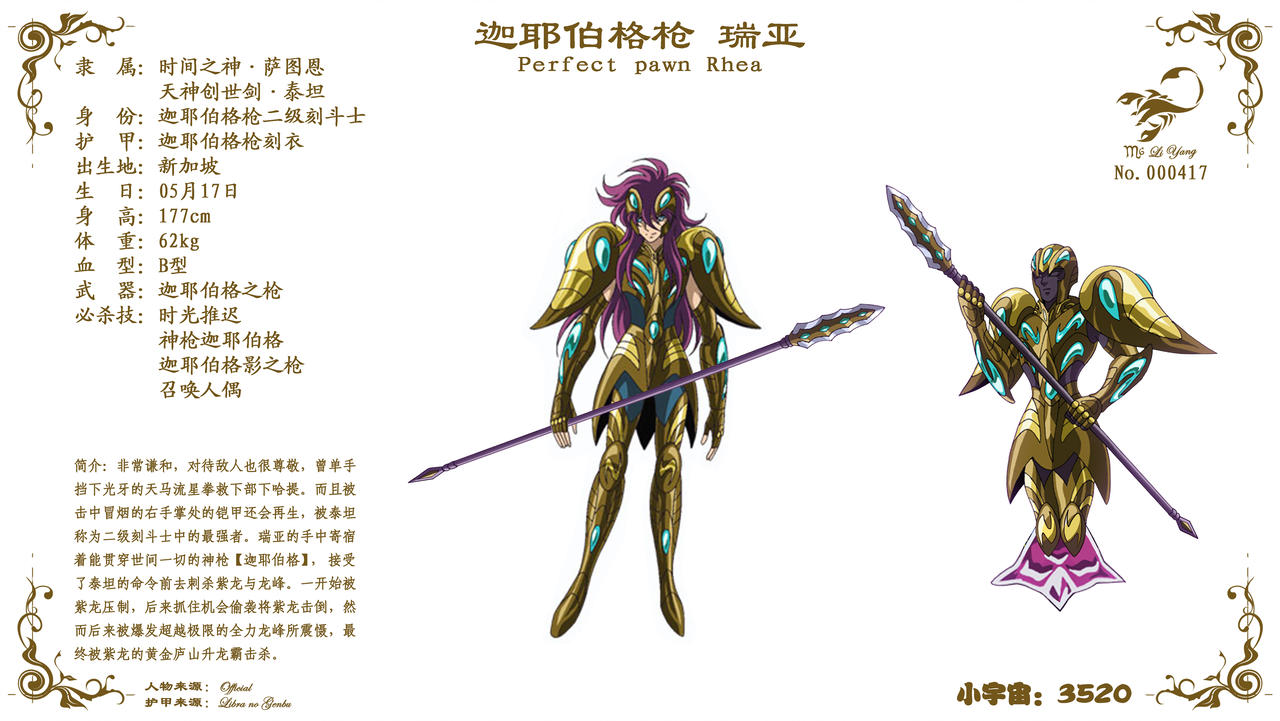 迦耶伯格枪 瑞亚
Perfect pawn Rhea
隶 属：时间之神·萨图恩
天神创世剑·泰坦
身 份：迦耶伯格枪二级刻斗士
护 甲：迦耶伯格枪刻衣
出生地：新加坡
生 日：05月17日
身 高：177cm
体 重：62kg
血 型：B型
武 器：迦耶伯格之枪
必杀技：时光推迟
神枪迦耶伯格
迦耶伯格影之枪
召唤人偶
Li Yang
No.000417
简介：非常谦和，对待敌人也很尊敬，曾单手
挡下光牙的天马流星拳救下部下哈提。而且被
击中冒烟的右手掌处的铠甲还会再生，被泰坦
称为二级刻斗士中的最强者。瑞亚的手中寄宿
着能贯穿世间一切的神枪【迦耶伯格】，接受
了泰坦的命令前去刺杀紫龙与龙峰。一开始被
紫龙压制，后来抓住机会偷袭将紫龙击倒，然
而后来被爆发超越极限的全力龙峰所震慑，最
终被紫龙的黄金庐山升龙霸击杀。
人物来源：Official
护甲来源：Libra no Genbu
小宇宙：3520